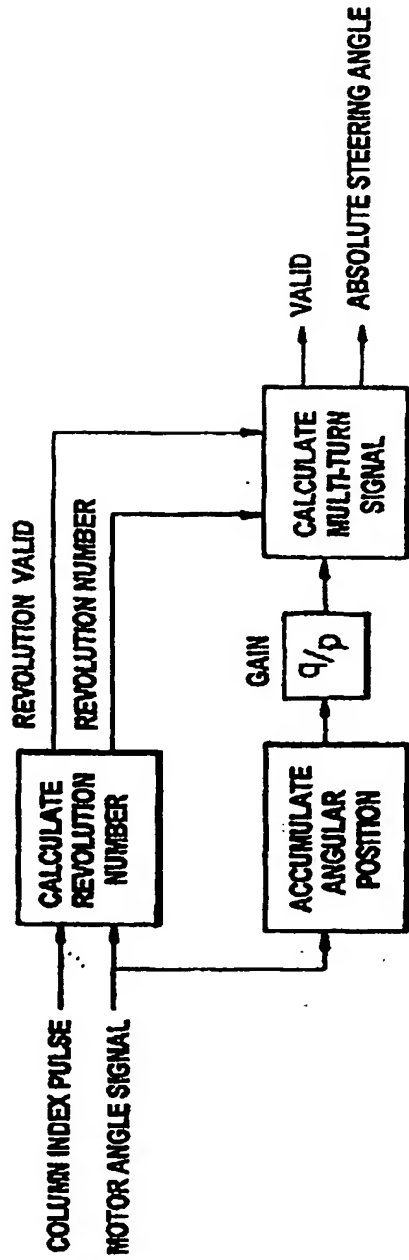 COLUMN INDEX PULSE
MOTOR ANGLE SIGNAL
CALCULATE
REVOLUTION
NUMBER
REVOLUTION VALID
REVOLUTION NUMBER
ACCUMULATE
ANGULAR
POSITION
GAIN
q/p
CALCULATE
MULTI-TURN
SIGNAL
VALID
ABSOLUTE STEERING ANGLE